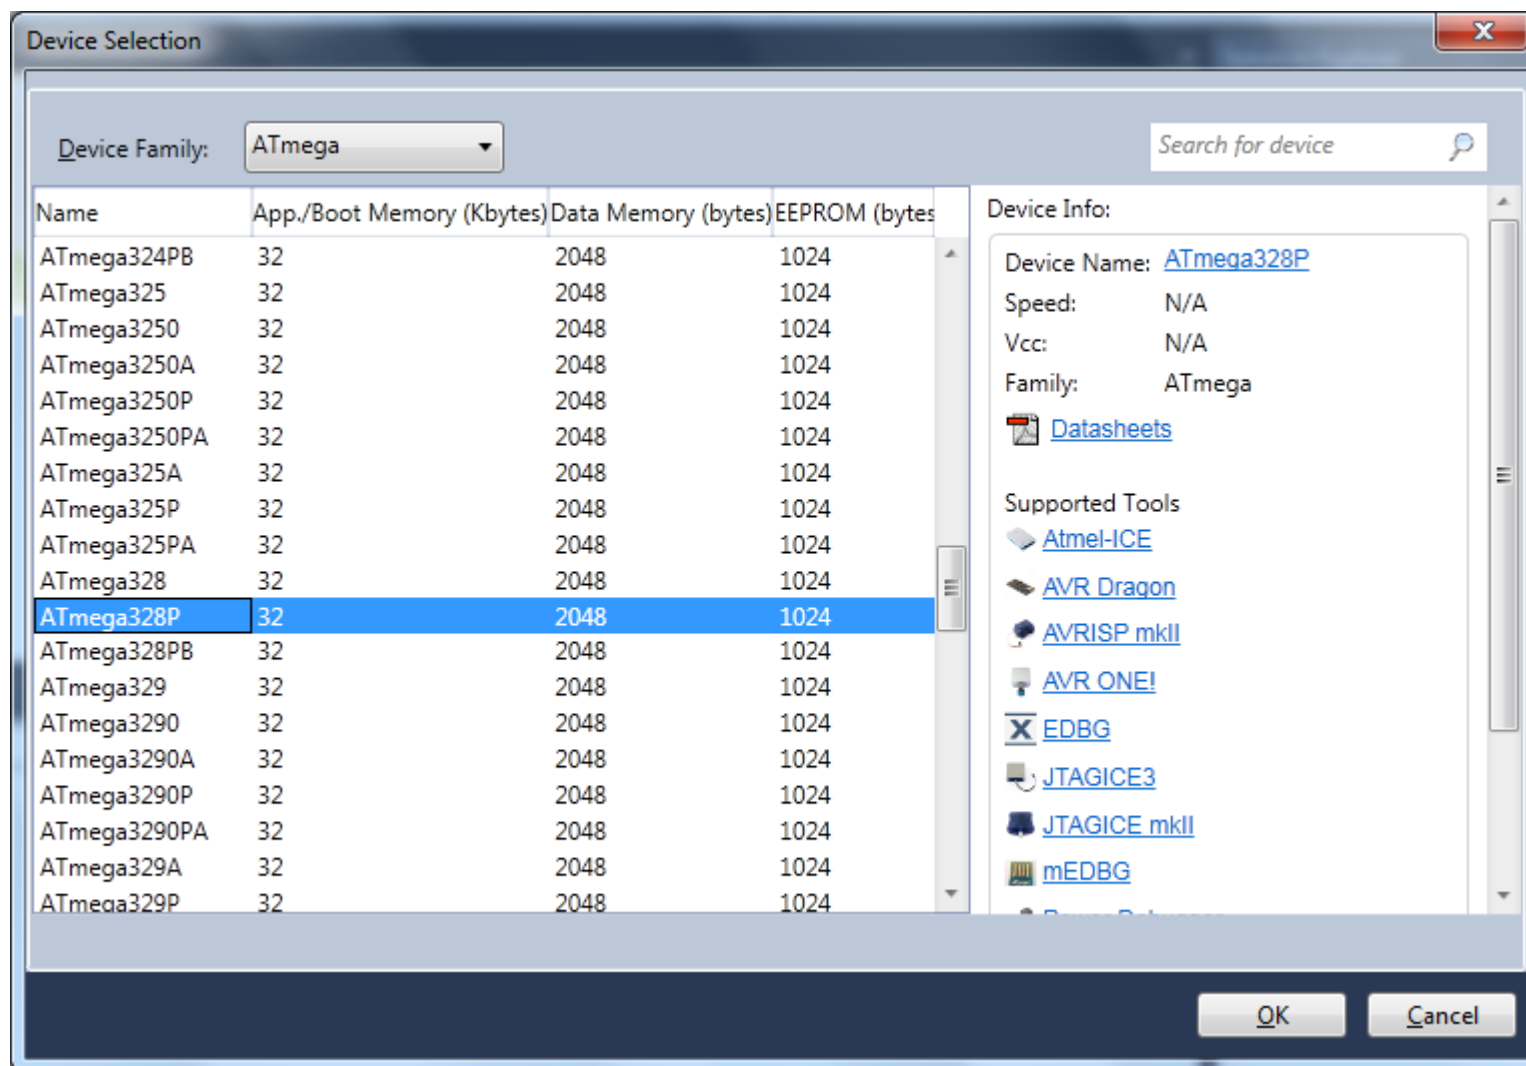 Device Selection
Device Family: ATmega Search for device
Name App./Boot Memory (Kbytes) Data Memory (bytes) EEPROM (bytes
ATmega324PB 32 2048 1024
ATmega325 32 2048 1024
ATmega3250 32 2048 1024
ATmega3250A 32 2048 1024
ATmega3250P 32 2048 1024
ATmega3250PA 32 2048 1024
ATmega325A 32 2048 1024
ATmega325P 32 2048 1024
ATmega325PA 32 2048 1024
ATmega328 32 2048 1024
ATmega328P 32 2048 1024
ATmega328PB 32 2048 1024
ATmega329 32 2048 1024
ATmega3290 32 2048 1024
ATmega3290A 32 2048 1024
ATmega3290P 32 2048 1024
ATmega3290PA 32 2048 1024
ATmega329A 32 2048 1024
ATmega329P 32 2048 1024
Device Info:
Device Name: ATmega328P
Speed: N/A
Vcc: N/A
Family: ATmega
Datasheets
Supported Tools
Atmel-ICE
AVR Dragon
AVRISP mkII
AVR ONE!
EDBG
JTAGICE3
JTAGICE mkII
mEDBG
OK Cancel